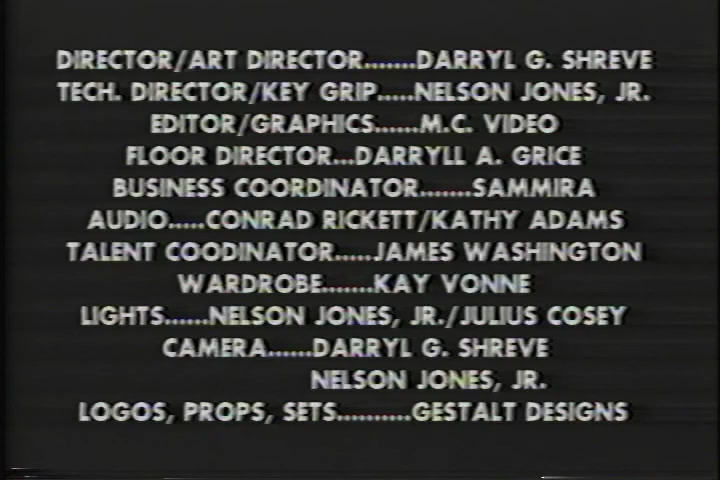 DIRECTOR/ART DIRECTOR.......DARRYL G. SHREVE
TECH. DIRECTOR/KEY GRIP.....NELSON JONES, JR.
EDITOR/GRAPHICS......M.C. VIDEO
FLOOR DIRECTOR...DARRYLL A. GRICE
BUSINESS COORDINATOR.......SAMMIRA
AUDIO.....CONRAD RICKETT/KATHY ADAMS
TALENT COODINATOR.....JAMES WASHINGTON
WARDROBE.......KAY VONNE
LIGHTS......NELSON JONES, JR./JULIUS COSEY
CAMERA......DARRYL G. SHREVE
NELSON JONES, JR.
LOGOS, PROPS, SETS..........GESTALT DESIGNS